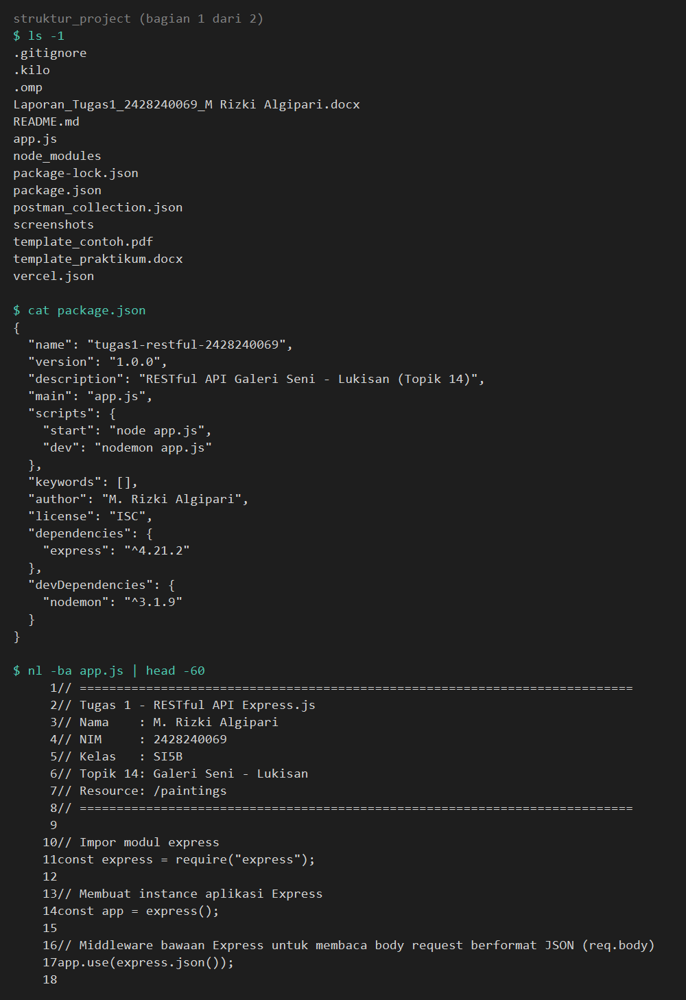 struktur_project (bagian 1 dari 2)
$ ls -1
.gitignore
.kilo
.omp
Laporan_Tugas1_2428240069_M Rizki Algipari.docx
README.md
app.js
node_modules
package-lock.json
package.json
postman_collection.json
screenshots
template_contoh.pdf
template_praktikum.docx
vercel.json

$ cat package.json
{
  "name": "tugas1-restful-2428240069",
  "version": "1.0.0",
  "description": "RESTful API Galeri Seni - Lukisan (Topik 14)",
  "main": "app.js",
  "scripts": {
    "start": "node app.js",
    "dev": "nodemon app.js"
  },
  "keywords": [],
  "author": "M. Rizki Algipari",
  "license": "ISC",
  "dependencies": {
    "express": "^4.21.2"
  },
  "devDependencies": {
    "nodemon": "^3.1.9"
  }
}

$ nl -ba app.js | head -60
     1// ===========================================================================
     2// Tugas 1 - RESTful API Express.js
     3// Nama    : M. Rizki Algipari
     4// NIM     : 2428240069
     5// Kelas   : SI5B
     6// Topik 14: Galeri Seni - Lukisan
     7// Resource: /paintings
     8// ===========================================================================
     9
    10// Impor modul express
    11const express = require("express");
    12
    13// Membuat instance aplikasi Express
    14const app = express();
    15
    16// Middleware bawaan Express untuk membaca body request berformat JSON (req.body)
    17app.use(express.json());
    18